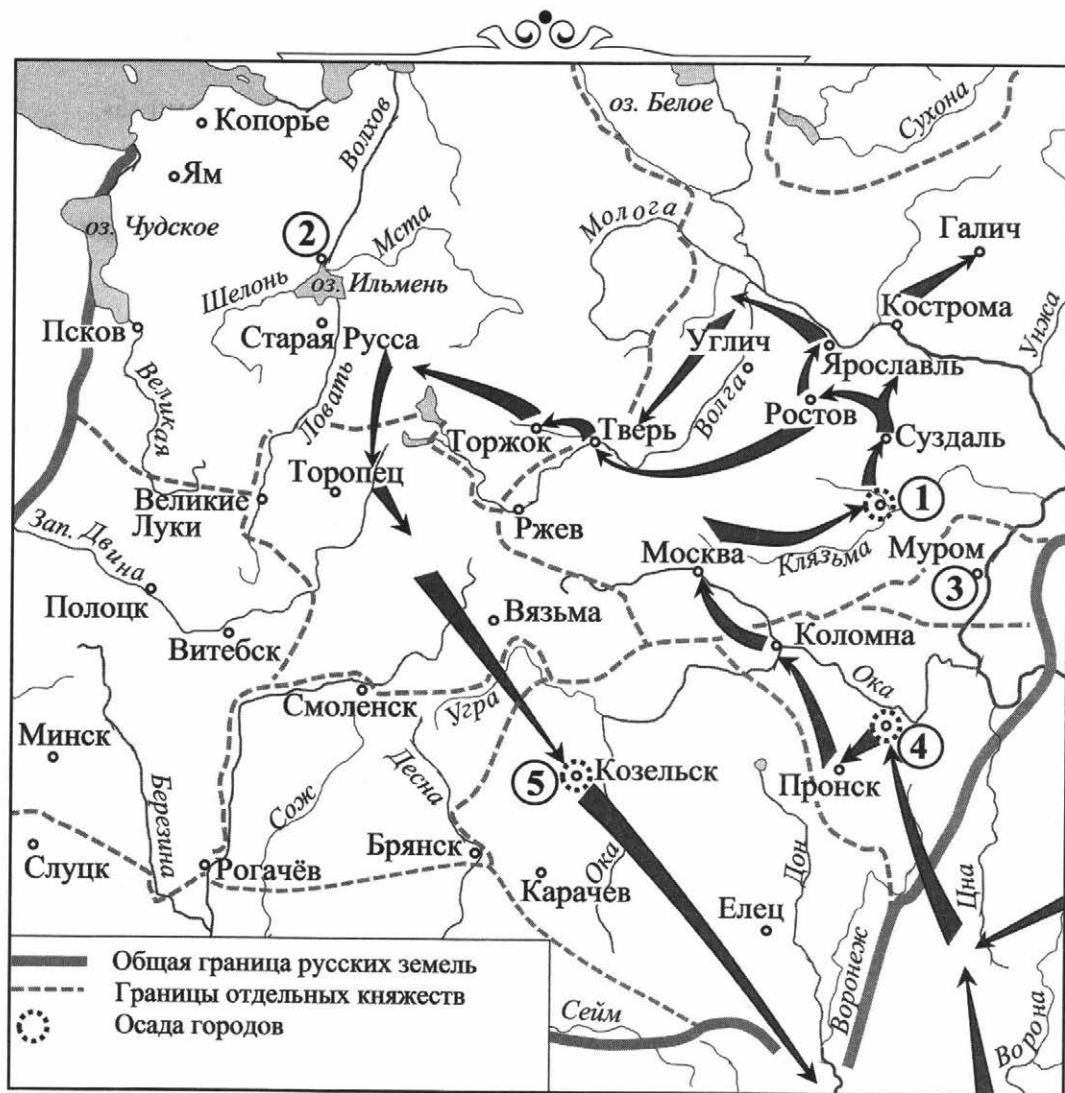 оз. Белое
Сухона
Копорье
Волхов
Ям
оз. Чудское
Молога
Галич
2
Мста
Шелонь
оз. Ильмень
Кострома
Унжа
Псков
Старая Русса
Углич
Ярославль
Великая
Ловать
Волга
Ростов
Торжок
Тверь
Суздаль
Торопец
Великие
Луки
Ржев
1
Зап. Двина
Клязьма
Москва
Муром
3
Полоцк
Вязьма
Витебск
Коломна
Ока
Смоленск
Угра
Минск
4
Десна
5
Козельск
Пронск
Березина
Сож
Брянск
Ока
Дон
Слуцк
Рогачёв
Карачев
Елец
Цна
Воронеж
Ворона
Сейм
Общая граница русских земель
Границы отдельных княжеств
Осада городов